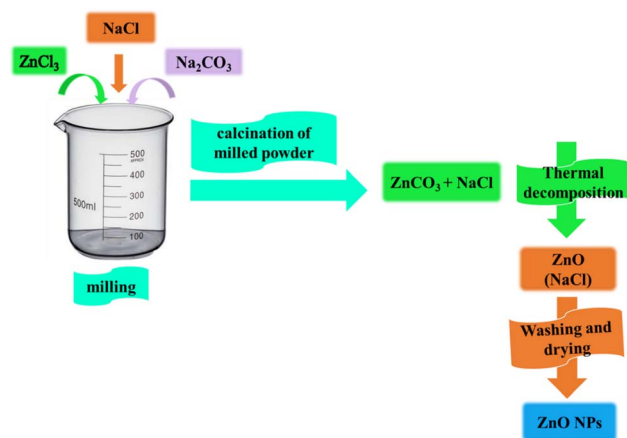 NaCl
ZnCl₃
Na₂CO₃
500
APPROX
400
300
200
100
500ml
milling
calcination of
milled powder
ZnCO₃ + NaCl
Thermal
decomposition
ZnO
(NaCl)
Washing and
drying
ZnO NPs